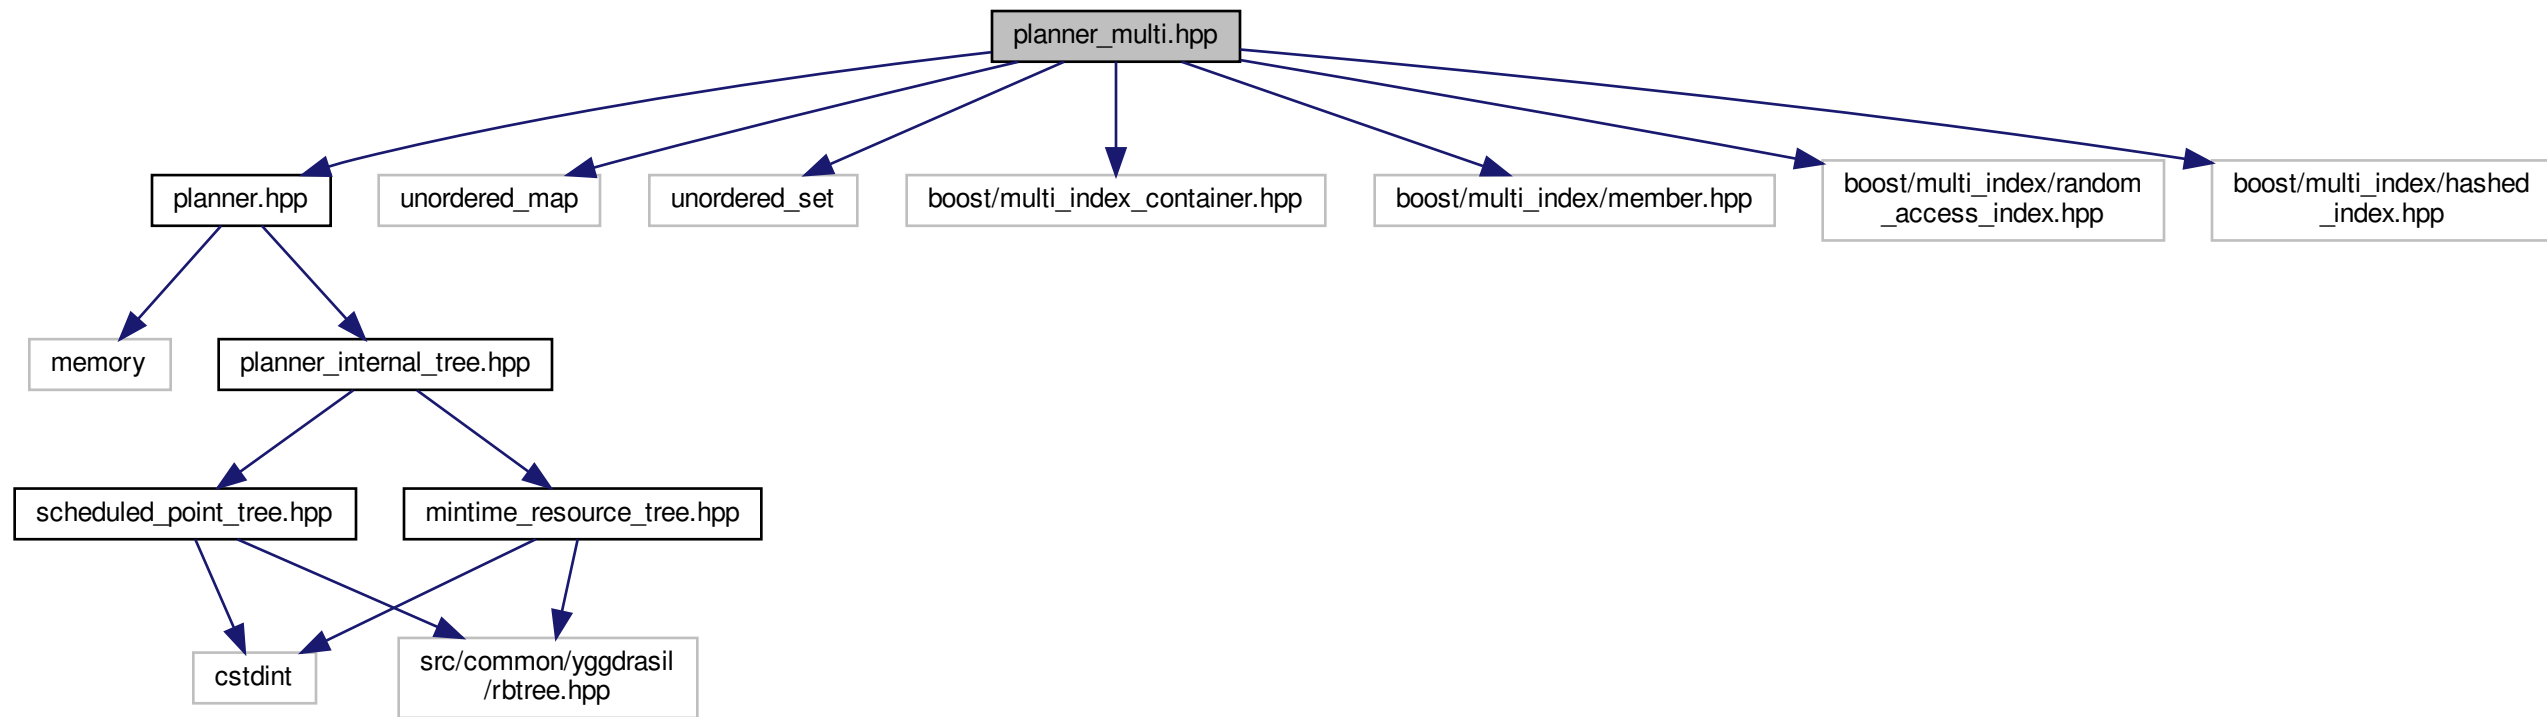 planner_multi.hpp
planner.hpp
unordered_map
unordered_set
boost/multi_index_container.hpp
boost/multi_index/member.hpp
boost/multi_index/random
_access_index.hpp
boost/multi_index/hashed
_index.hpp
memory
planner_internal_tree.hpp
scheduled_point_tree.hpp
mintime_resource_tree.hpp
cstdint
src/common/yggdrasil
/rbtree.hpp